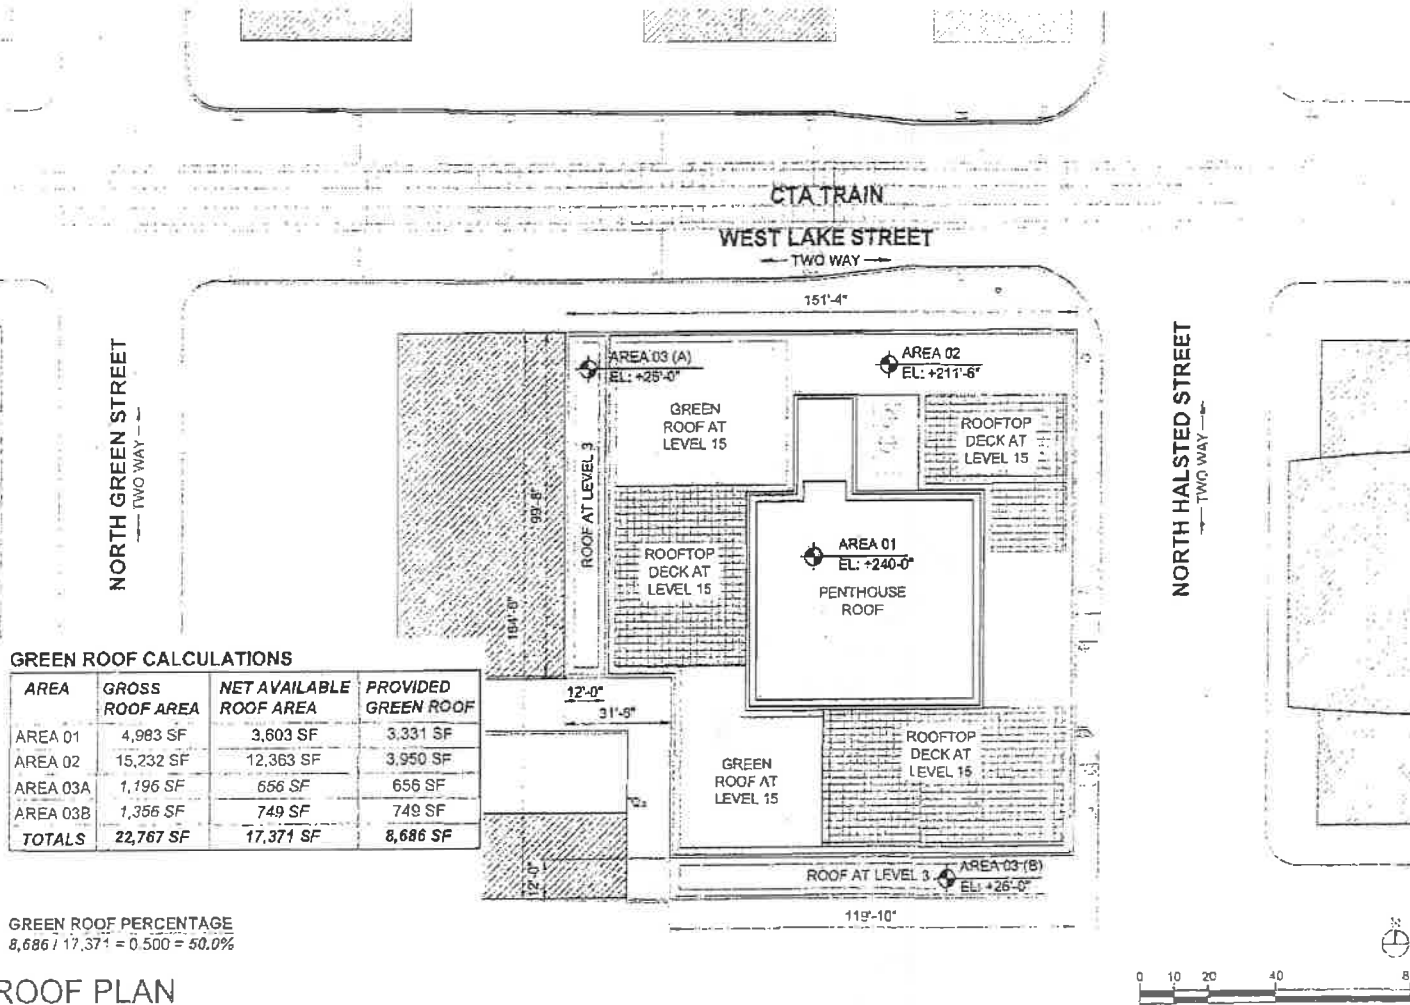 CTA TRAIN
WEST LAKE STREET
TWO WAY
151'-4"
NORTH GREEN STREET
TWO WAY
NORTH HALSTED STREET
TWO WAY
AREA 03 (A)
EL: +26'-0"
AREA 02
EL: +211'-6"
GREEN
ROOF AT
LEVEL 15
ROOFTOP
DECK AT
LEVEL 15
ROOF AT LEVEL 3
99'-8"
164'-6"
ROOFTOP
DECK AT
LEVEL 15
AREA 01
EL: +240-0"
PENTHOUSE
ROOF
12'-0"
31'-6"
GREEN
ROOF AT
LEVEL 15
ROOFTOP
DECK AT
LEVEL 15
ROOF AT LEVEL 3
AREA 03 (B)
EL: +26'-0"
12'-0"
119'-10"
GREEN ROOF CALCULATIONS
AREA GROSS ROOF AREA NET AVAILABLE ROOF AREA PROVIDED GREEN ROOF
AREA 01 4,983 SF 3,603 SF 3,331 SF
AREA 02 15,232 SF 12,363 SF 3,950 SF
AREA 03A 1,196 SF 656 SF 656 SF
AREA 03B 1,356 SF 749 SF 749 SF
TOTALS 22,767 SF 17,371 SF 8,686 SF
GREEN ROOF PERCENTAGE
8,686 / 17,371 = 0.500 = 50.0%
ROOF PLAN
0 10 20 40 8